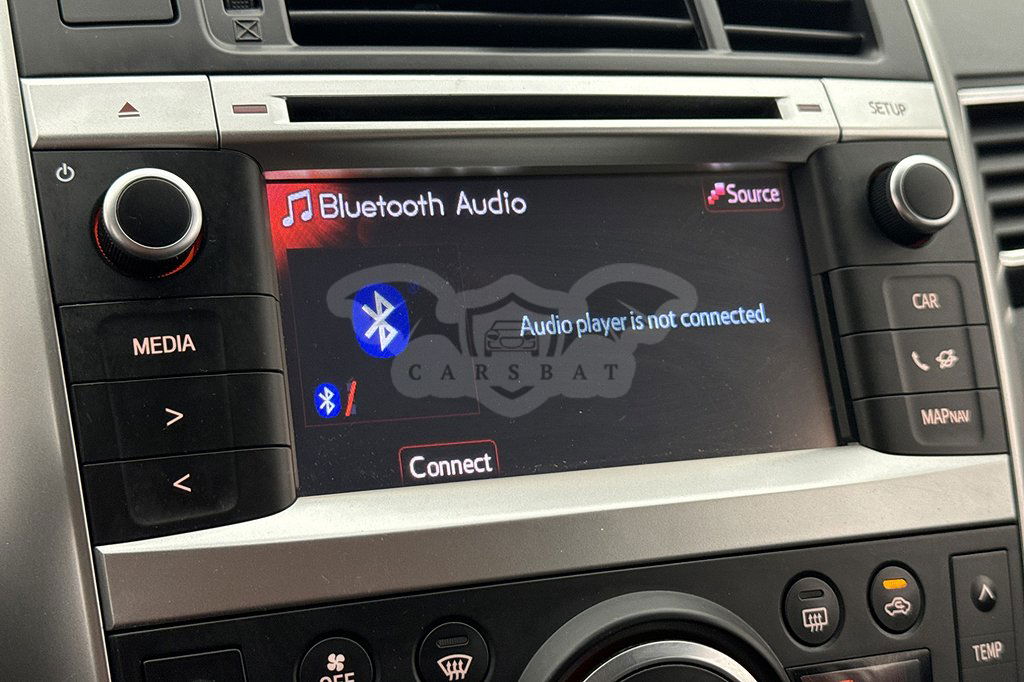 SETUP
Bluetooth Audio
Source
MEDIA
>
<
CAR
Audio player is not connected.
CARSBAT
MAPNAV
Connect
OFF
TEMP